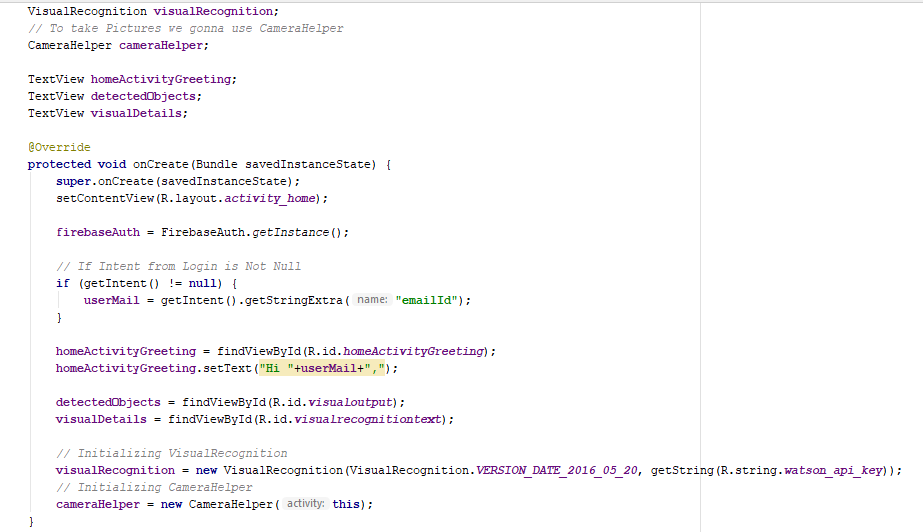 VisualRecognition visualRecognition;
// To take Pictures we gonna use CameraHelper
CameraHelper cameraHelper;
TextView homeActivityGreeting;
TextView detectedObjects;
TextView visualDetails;
@Override
protected void onCreate(Bundle savedInstanceState) {
super.onCreate(savedInstanceState);
setContentView(R.layout.activity_home);
firebaseAuth = FirebaseAuth.getInstance();
// If Intent from Login is Not Null
if (getIntent() != null) {
userMail = getIntent().getStringExtra( name: "emailId");
}
homeActivityGreeting = findViewById(R.id.homeActivityGreeting);
homeActivityGreeting.setText("Hi "+userMail+",");
detectedObjects = findViewById(R.id.visualoutput);
visualDetails = findViewById(R.id.visualrecognitiontext);
// Initializing VisualRecognition
visualRecognition = new VisualRecognition(VisualRecognition.VERSION_DATE_2016_05_20, getString(R.string.watson_api_key));
// Initializing CameraHelper
cameraHelper = new CameraHelper( activity: this);
}